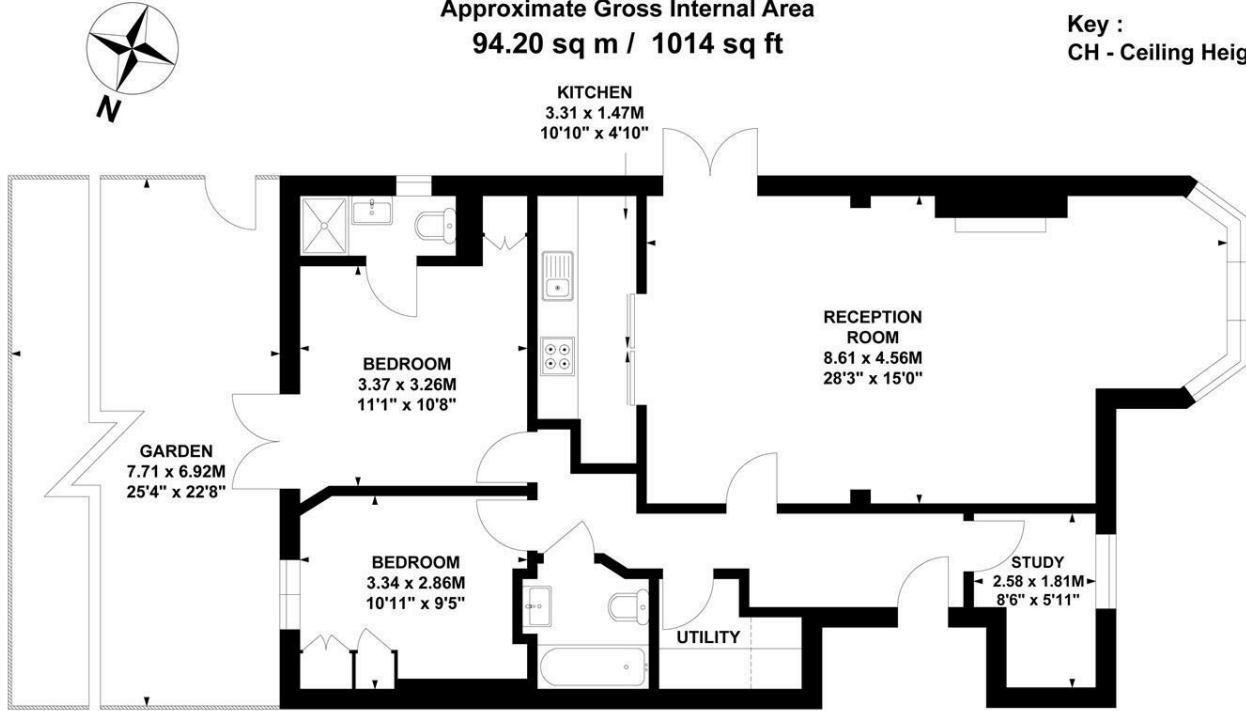 Approximate Gross Internal Area
94.20 sq m / 1014 sq ft
Key :
CH - Ceiling Heig
N
KITCHEN
3.31 x 1.47M
10'10" x 4'10"
RECEPTION
ROOM
8.61 x 4.56M
28'3" x 15'0"
BEDROOM
3.37 x 3.26M
11'1" x 10'8"
GARDEN
7.71 x 6.92M
25'4" x 22'8"
BEDROOM
3.34 x 2.86M
10'11" x 9'5"
STUDY
2.58 x 1.81M
8'6" x 5'11"
UTILITY